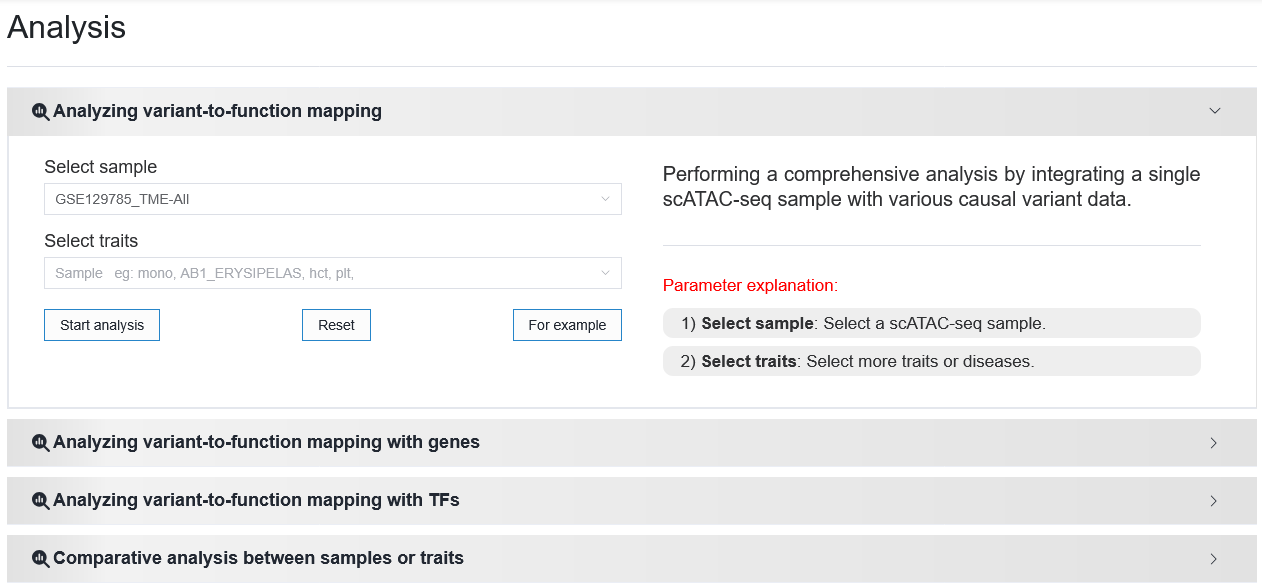 Analysis
Analyzing variant-to-function mapping
Select sample
GSE129785_TME-All
Select traits
Sample eg: mono, AB1_ERYSIPELAS, hct, plt,
Start analysis
Reset
For example
Performing a comprehensive analysis by integrating a single
scATAC-seq sample with various causal variant data.
Parameter explanation:
1) Select sample: Select a scATAC-seq sample.
2) Select traits: Select more traits or diseases.
Analyzing variant-to-function mapping with genes
Analyzing variant-to-function mapping with TFs
Comparative analysis between samples or traits